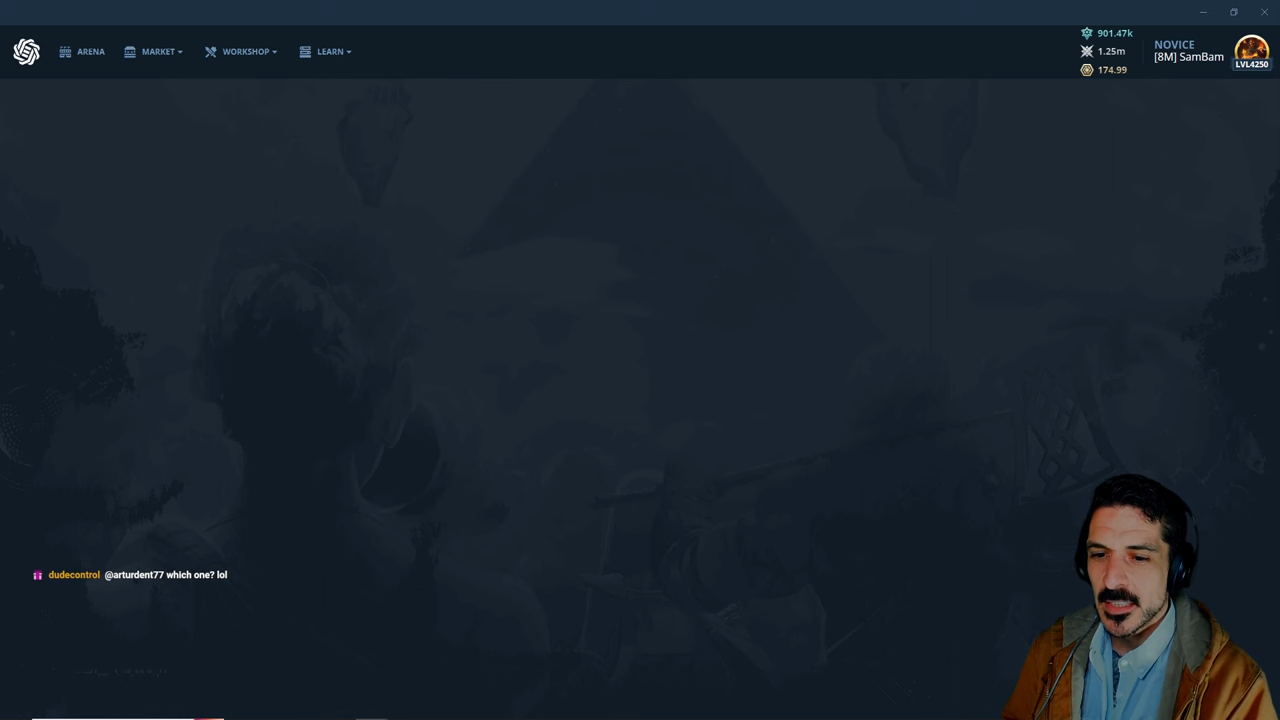 ARENA
MARKET
WORKSHOP
LEARN
901.47k
1.25m
174.99
NOVICE
[8M] SamBam
LVL4250
dudecontrol @arturdent77 which one? lol